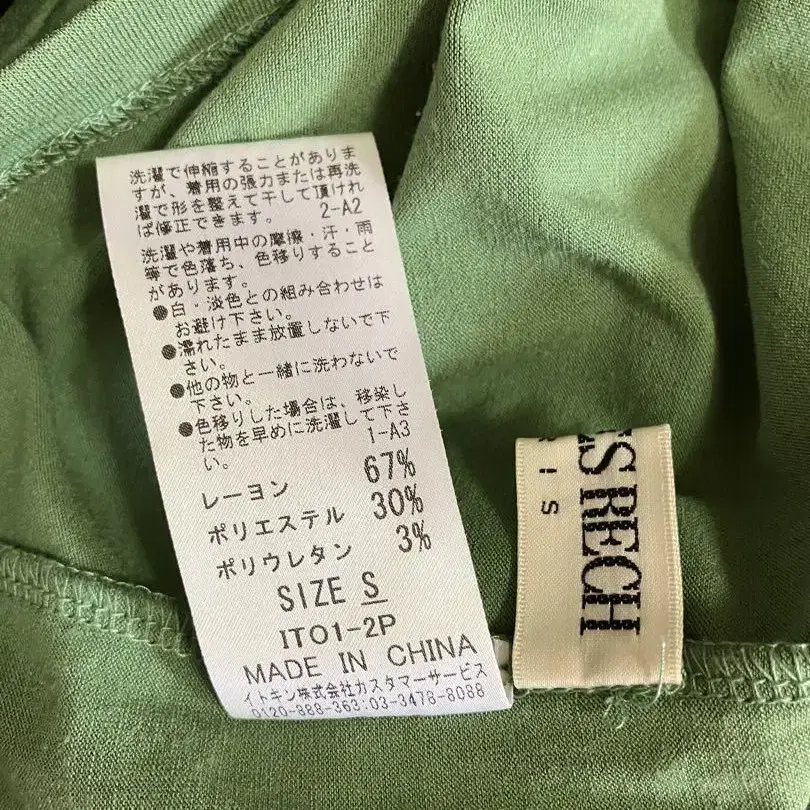 洗濯で伸縮することがありま
すが、着用の張力または再洗
濯で形を整えて干して頂けれ
ば修正できます。 2-A2
洗濯や着用中の摩擦・汗・雨
等で色落ち、色移りすること
があります。
●白・淡色との組み合わせは
お避け下さい。
●濡れたまま放置しないで下
さい。
●他の物と一緒に洗わないで
下さい。
●色移りした場合は、移染し
た物を早めに洗濯して下さ
い。 1-A3
レーヨン 67%
ポリエステル 30%
ポリウレタン 3%
SIZE S
IT01-2P
MADE IN CHINA
イトキン株式会社カスタマーサービス
0120-888-363:03-3478-8088
ES RECH
RIS
S